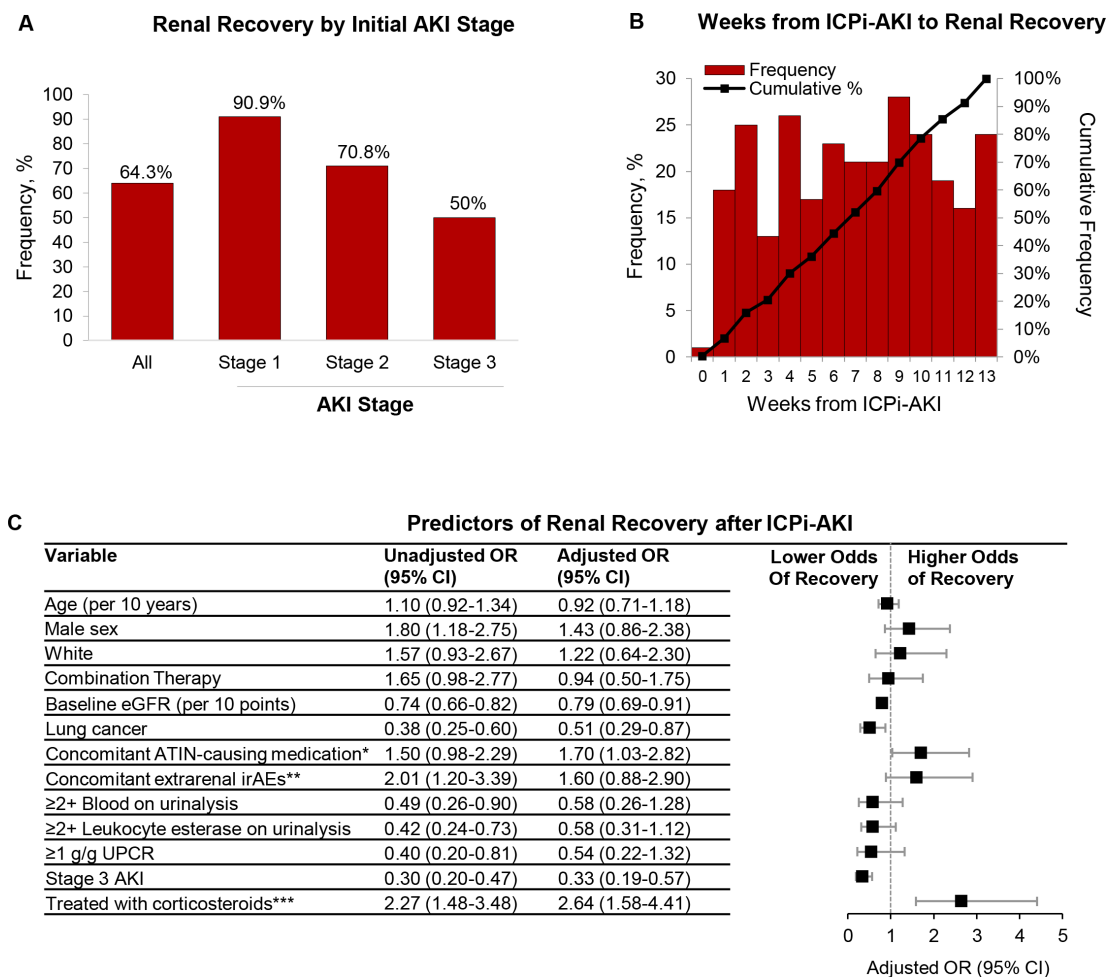 A
Renal Recovery by Initial AKI Stage
100
90
80
70
60
50
40
30
20
10
0
Frequency, %
64.3%
90.9%
70.8%
50%
All
Stage 1
Stage 2
Stage 3
AKI Stage
B
Weeks from ICPi-AKI to Renal Recovery
Frequency
Cumulative %
30
25
20
15
10
5
0
Frequency, %
100%
90%
80%
70%
60%
50%
40%
30%
20%
10%
0%
Cumulative Frequency
0 1 2 3 4 5 6 7 8 9 10 11 12 13
Weeks from ICPi-AKI
C
Predictors of Renal Recovery after ICPi-AKI
Variable Unadjusted OR (95% CI) Adjusted OR (95% CI)
Lower Odds Of Recovery
Higher Odds of Recovery
Age (per 10 years) 1.10 (0.92-1.34) 0.92 (0.71-1.18)
Male sex 1.80 (1.18-2.75) 1.43 (0.86-2.38)
White 1.57 (0.93-2.67) 1.22 (0.64-2.30)
Combination Therapy 1.65 (0.98-2.77) 0.94 (0.50-1.75)
Baseline eGFR (per 10 points) 0.74 (0.66-0.82) 0.79 (0.69-0.91)
Lung cancer 0.38 (0.25-0.60) 0.51 (0.29-0.87)
Concomitant ATIN-causing medication* 1.50 (0.98-2.29) 1.70 (1.03-2.82)
Concomitant extrarenal irAEs** 2.01 (1.20-3.39) 1.60 (0.88-2.90)
≥2+ Blood on urinalysis 0.49 (0.26-0.90) 0.58 (0.26-1.28)
≥2+ Leukocyte esterase on urinalysis 0.42 (0.24-0.73) 0.58 (0.31-1.12)
≥1 g/g UPCR 0.40 (0.20-0.81) 0.54 (0.22-1.32)
Stage 3 AKI 0.30 (0.20-0.47) 0.33 (0.19-0.57)
Treated with corticosteroids*** 2.27 (1.48-3.48) 2.64 (1.58-4.41)
0 1 2 3 4 5
Adjusted OR (95% CI)